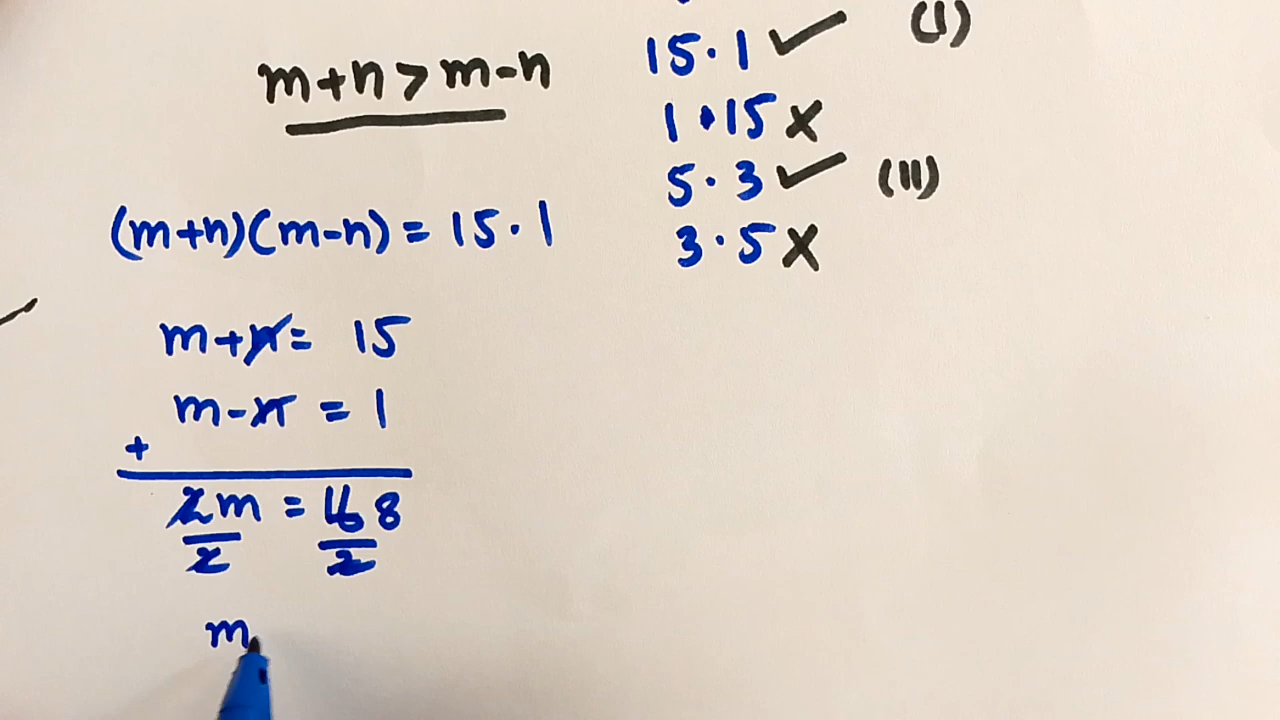 m+n>m-n
15·1 ✓ (I)
1·15 X
5·3 ✓ (II)
3·5 X
(m+n)(m-n) = 15·1
m+n = 15
m-n = 1
+
2m = 16 8
2 2
m